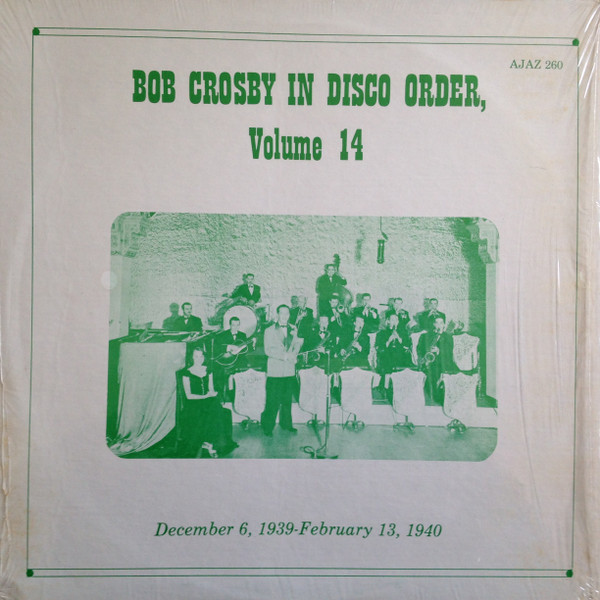 AJAZ 260
BOB CROSBY IN DISCO ORDER,
Volume 14
December 6, 1939-February 13, 1940